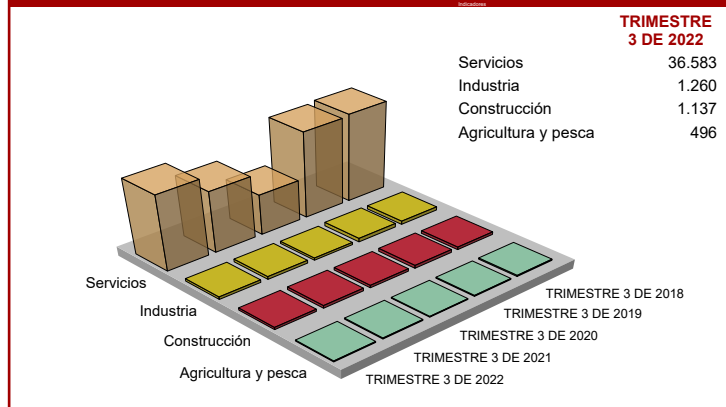 Indicadores
TRIMESTRE
3 DE 2022
Servicios 36.583
Industria 1.260
Construcción 1.137
Agricultura y pesca 496
Servicios
Industria
Construcción
Agricultura y pesca
TRIMESTRE 3 DE 2018
TRIMESTRE 3 DE 2019
TRIMESTRE 3 DE 2020
TRIMESTRE 3 DE 2021
TRIMESTRE 3 DE 2022